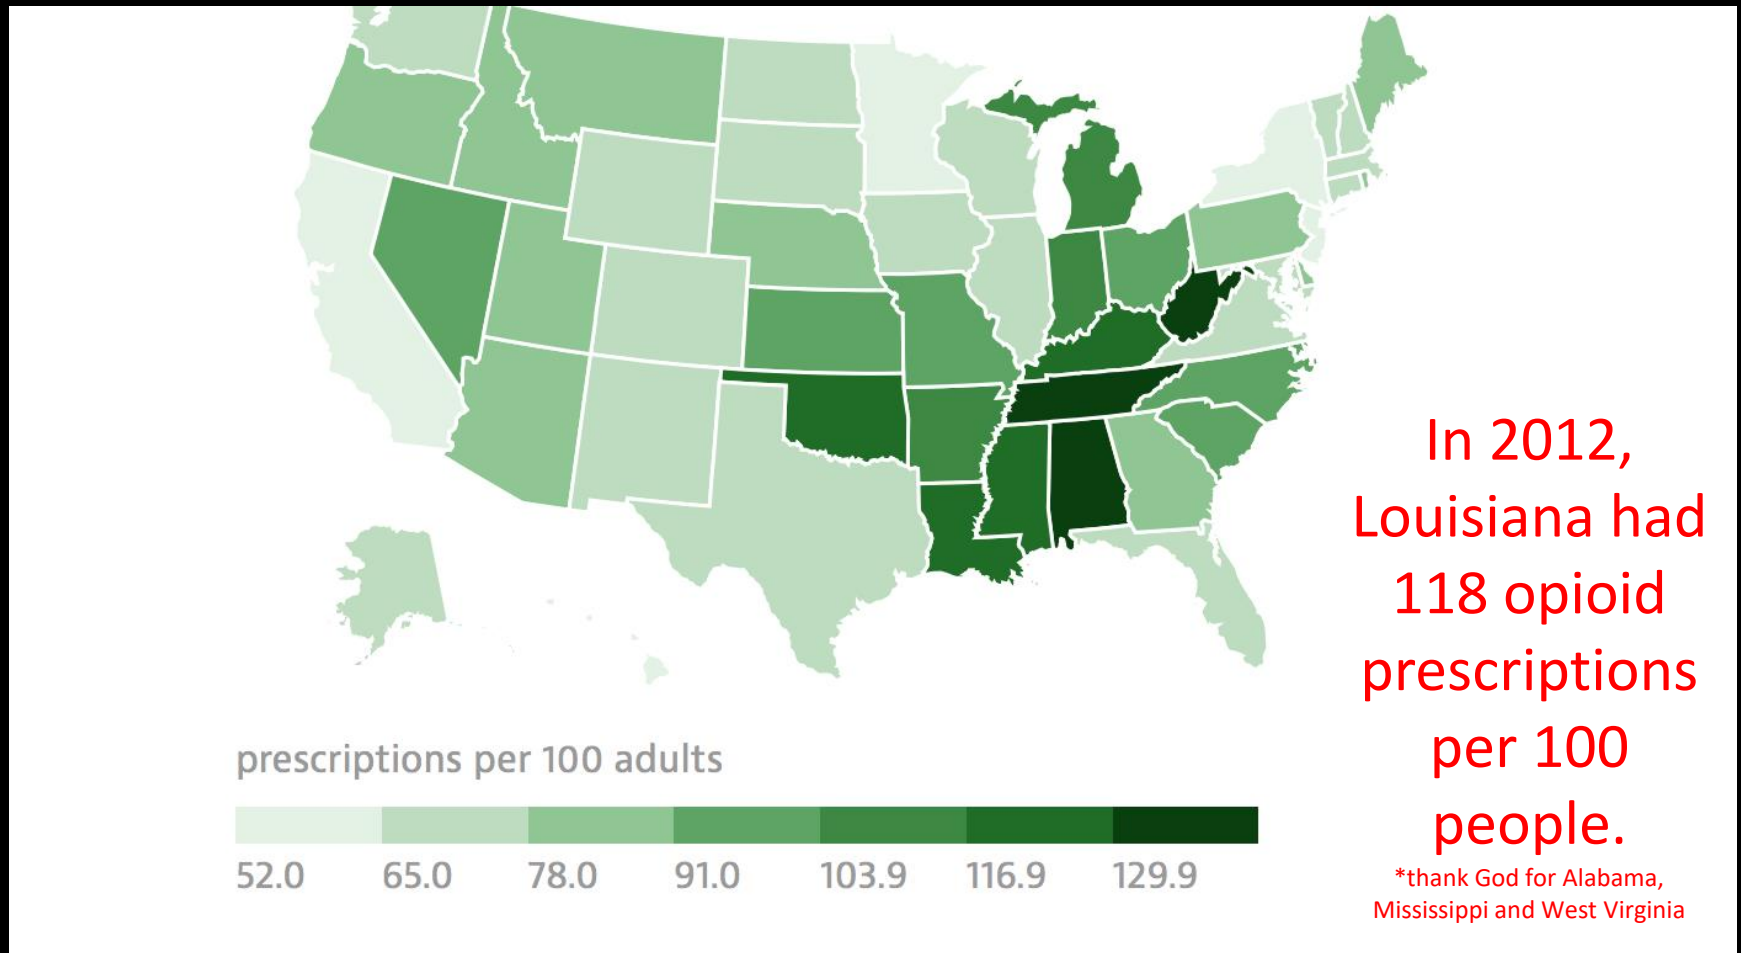 In 2012,
Louisiana had
118 opioid
prescriptions
per 100
people.
*thank God for Alabama,
Mississippi and West Virginia
prescriptions per 100 adults
52.0 65.0 78.0 91.0 103.9 116.9 129.9